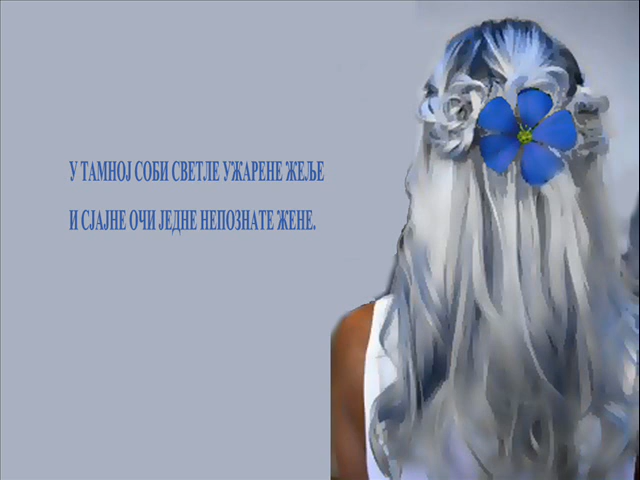 У ТАМНОЈ СОБИ СВЕТЛЕ УЖАРЕНЕ ЖЕЉЕ
И СЈАЈНЕ ОЧИ ЈЕДНЕ НЕПОЗНАТЕ ЖЕНЕ.